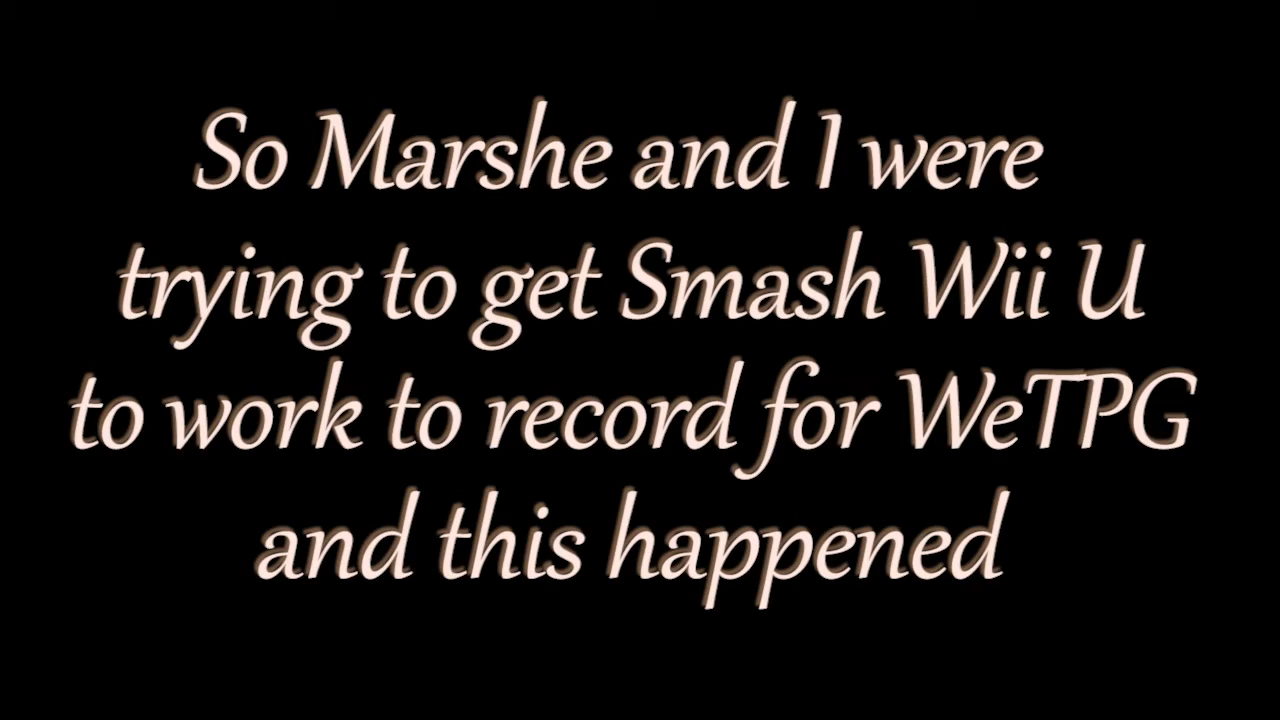 So Marshe and I were
trying to get Smash Wii U
to work to record for WeTPG
and this happened